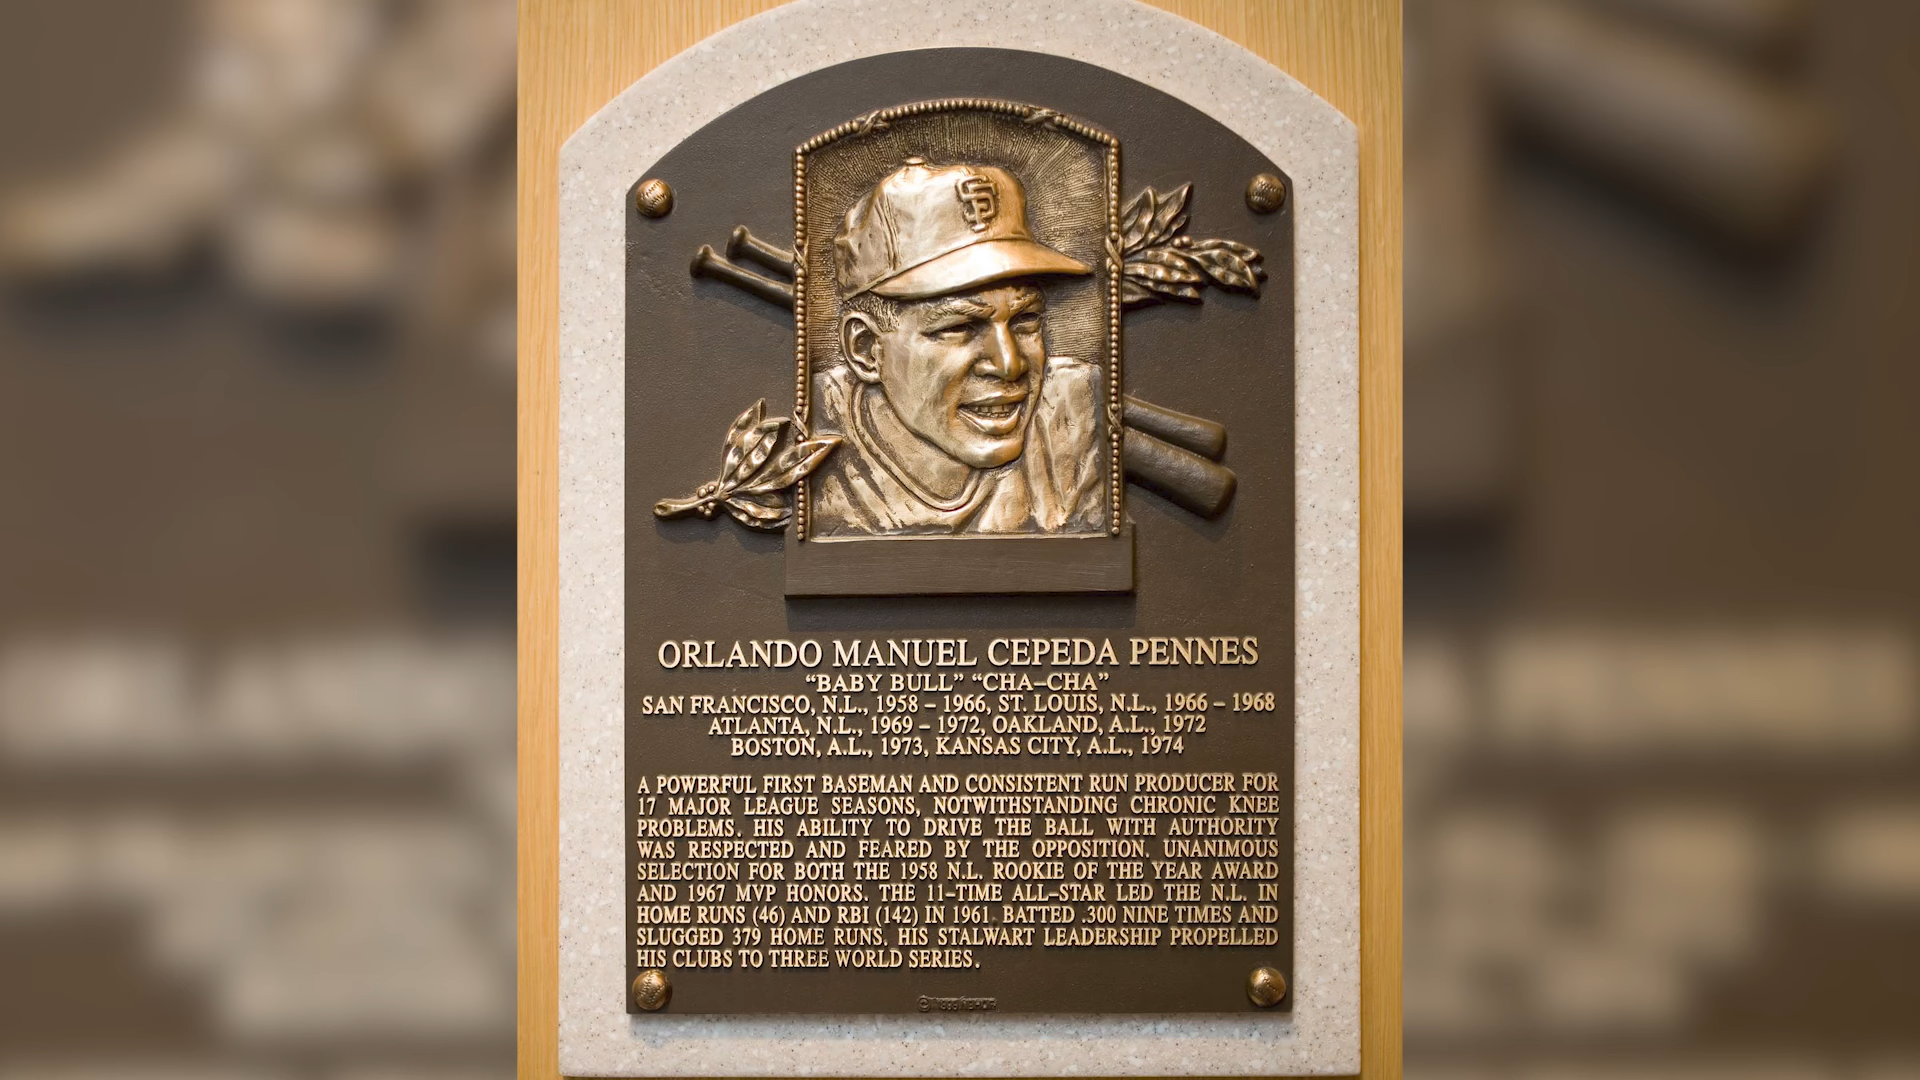 SF
ORLANDO MANUEL CEPEDA PENNES
“BABY BULL” “CHA–CHA”
SAN FRANCISCO, N.L., 1958 – 1966, ST. LOUIS, N.L., 1966 – 1968
ATLANTA, N.L., 1969 – 1972, OAKLAND, A.L., 1972
BOSTON, A.L., 1973, KANSAS CITY, A.L., 1974
A POWERFUL FIRST BASEMAN AND CONSISTENT RUN PRODUCER FOR
17 MAJOR LEAGUE SEASONS, NOTWITHSTANDING CHRONIC KNEE
PROBLEMS. HIS ABILITY TO DRIVE THE BALL WITH AUTHORITY
WAS RESPECTED AND FEARED BY THE OPPOSITION. UNANIMOUS
SELECTION FOR BOTH THE 1958 N.L. ROOKIE OF THE YEAR AWARD
AND 1967 MVP HONORS. THE 11–TIME ALL–STAR LED THE N.L. IN
HOME RUNS (46) AND RBI (142) IN 1961. BATTED .300 NINE TIMES AND
SLUGGED 379 HOME RUNS. HIS STALWART LEADERSHIP PROPELLED
HIS CLUBS TO THREE WORLD SERIES.